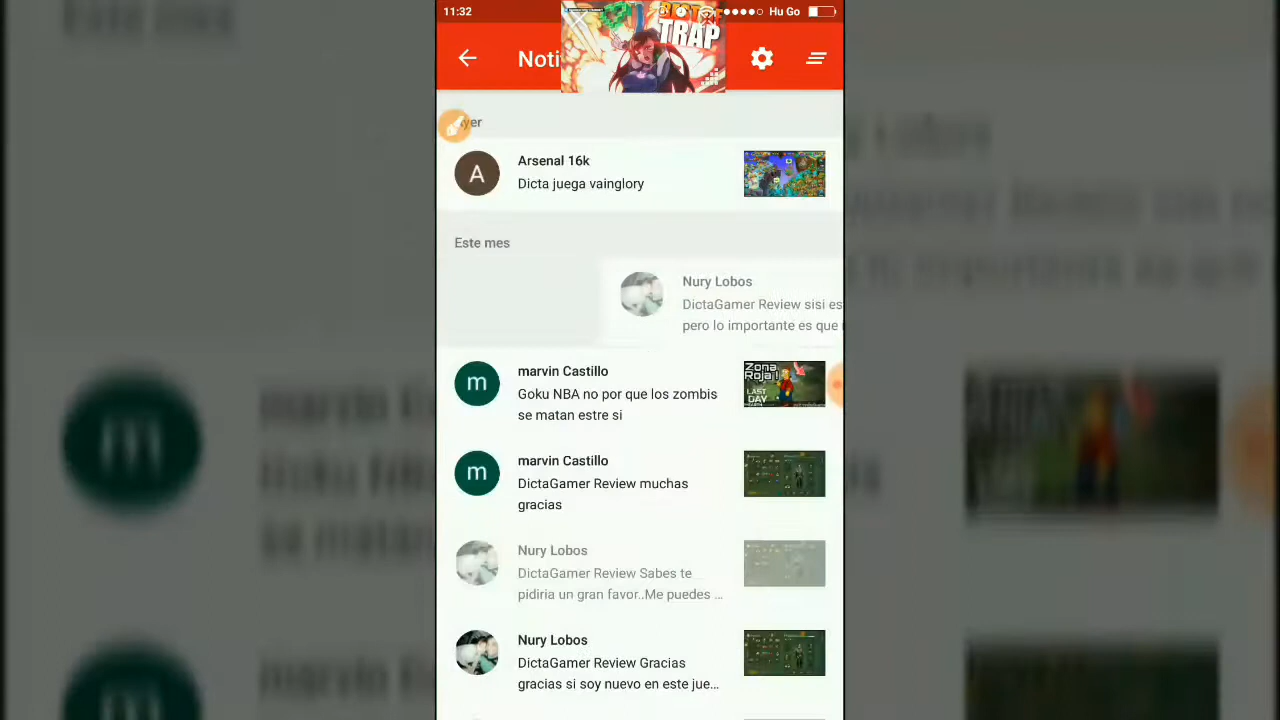 11:32
Hu Go
BEST OF
TRAP
Noti
yer
Arsenal 16k
A
Dicta juega vainglory
Este mes
Nury Lobos
DictaGamer Review sisi es
pero lo importante es que
marvin Castillo
m
Goku NBA no por que los zombis
se matan estre si
Zona
Roja!
LAST
DAY
marvin Castillo
m
DictaGamer Review muchas
gracias
Nury Lobos
DictaGamer Review Sabes te
pidiria un gran favor..Me puedes ...
Nury Lobos
DictaGamer Review Gracias
gracias si soy nuevo en este jue...